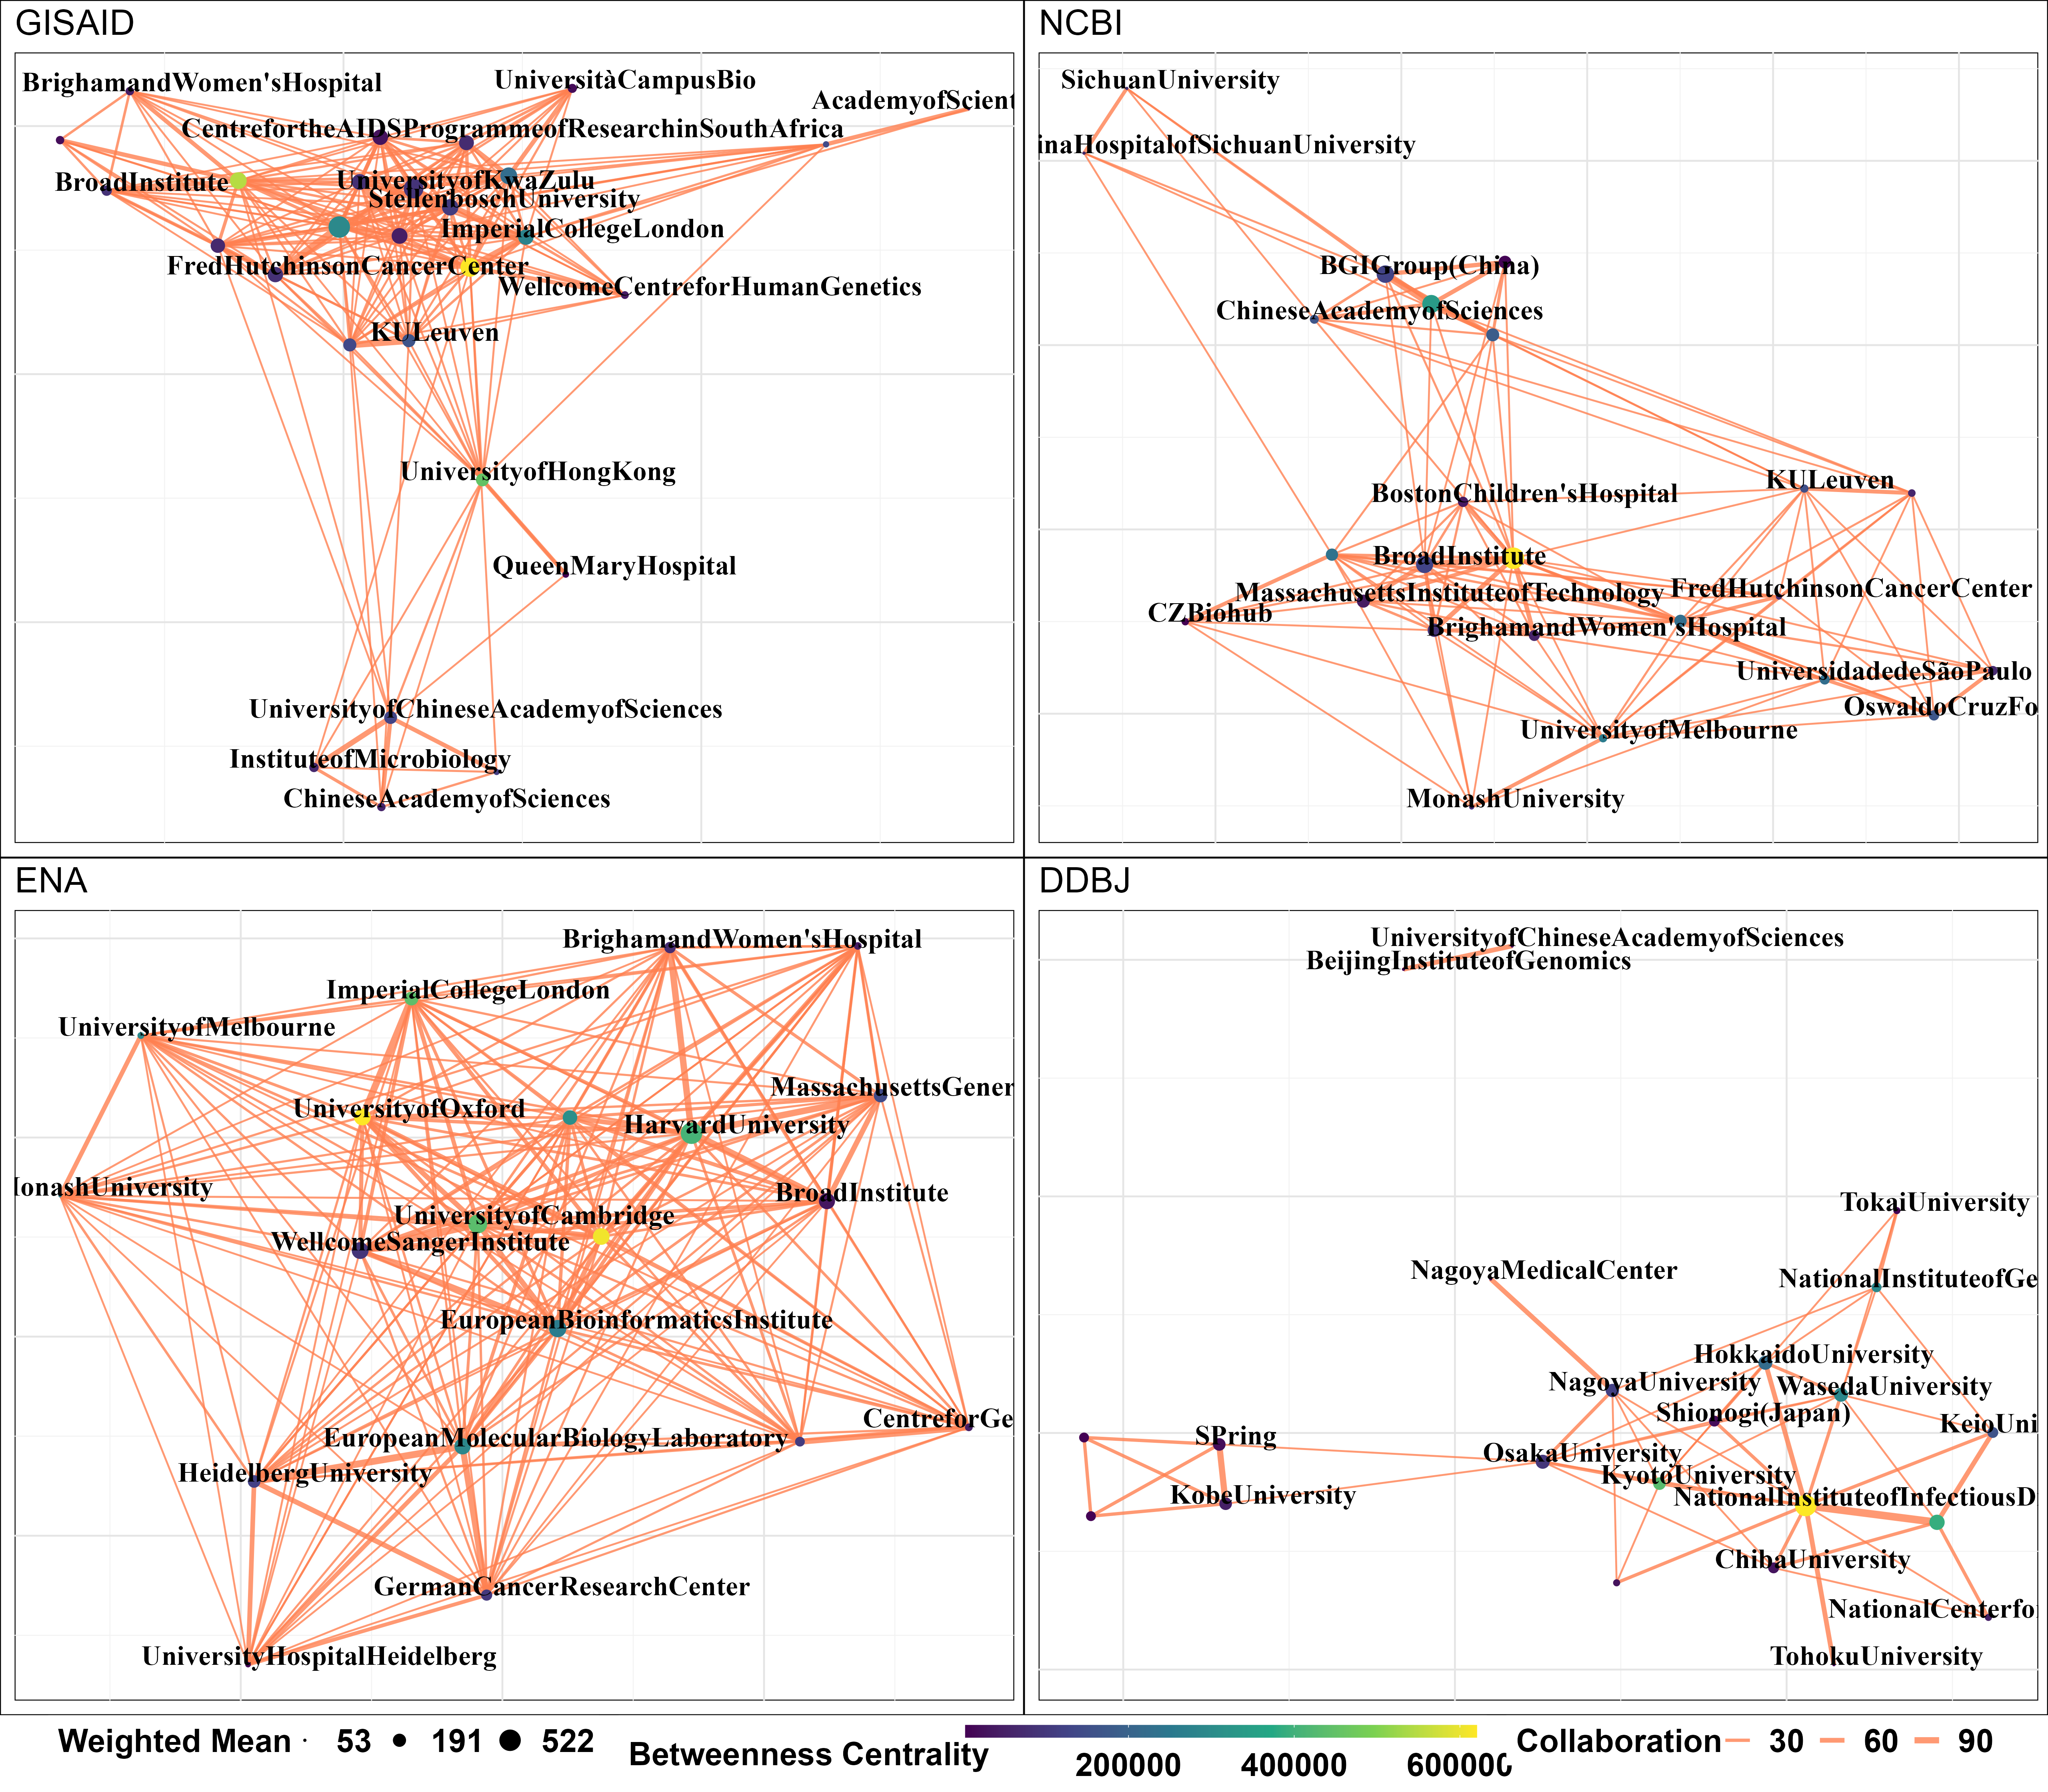 GISAID
BrighamandWomen'sHospital
UniversitàCampusBio
AcademyofScient
CentrefortheAIDSProgrammeofResearchinSouthAfrica
BroadInstitute
UniversityofKwaZulu
StellenboschUniversity
ImperialCollegeLondon
FredHutchinsonCancerCenter
WellcomeCentreforHumanGenetics
KULeuven
UniversityofHongKong
QueenMaryHospital
UniversityofChineseAcademyofSciences
InstituteofMicrobiology
ChineseAcademyofSciences
NCBI
SichuanUniversity
inaHospitalofSichuanUniversity
BGIGroup(China)
ChineseAcademyofSciences
KULeuven
BostonChildren'sHospital
BroadInstitute
FredHutchinsonCancerCenter
MassachusettsInstituteofTechnology
CZBiohub
BrighamandWomen'sHospital
UniversidadedeSãoPaulo
OswaldoCruzFo
UniversityofMelbourne
MonashUniversity
ENA
BrighamandWomen'sHospital
ImperialCollegeLondon
UniversityofMelbourne
MassachusettsGener
UniversityofOxford
HarvardUniversity
MonashUniversity
BroadInstitute
UniversityofCambridge
WellcomeSangerInstitute
EuropeanBioinformaticsInstitute
CentreforGe
EuropeanMolecularBiologyLaboratory
HeidelbergUniversity
GermanCancerResearchCenter
UniversityHospitalHeidelberg
DDBJ
UniversityofChineseAcademyofSciences
BeijingInstituteofGenomics
TokaiUniversity
NagoyaMedicalCenter
NationalInstituteofGe
HokkaidoUniversity
NagoyaUniversity
WasedaUniversity
Shionogi(Japan)
KeioUni
SPring
OsakaUniversity
KyotoUniversity
KobeUniversity
NationalInstituteofInfectiousD
ChibaUniversity
NationalCenterfo
TohokuUniversity
Weighted Mean 53 191 522
Betweenness Centrality 200000 400000 600000
Collaboration 30 60 90